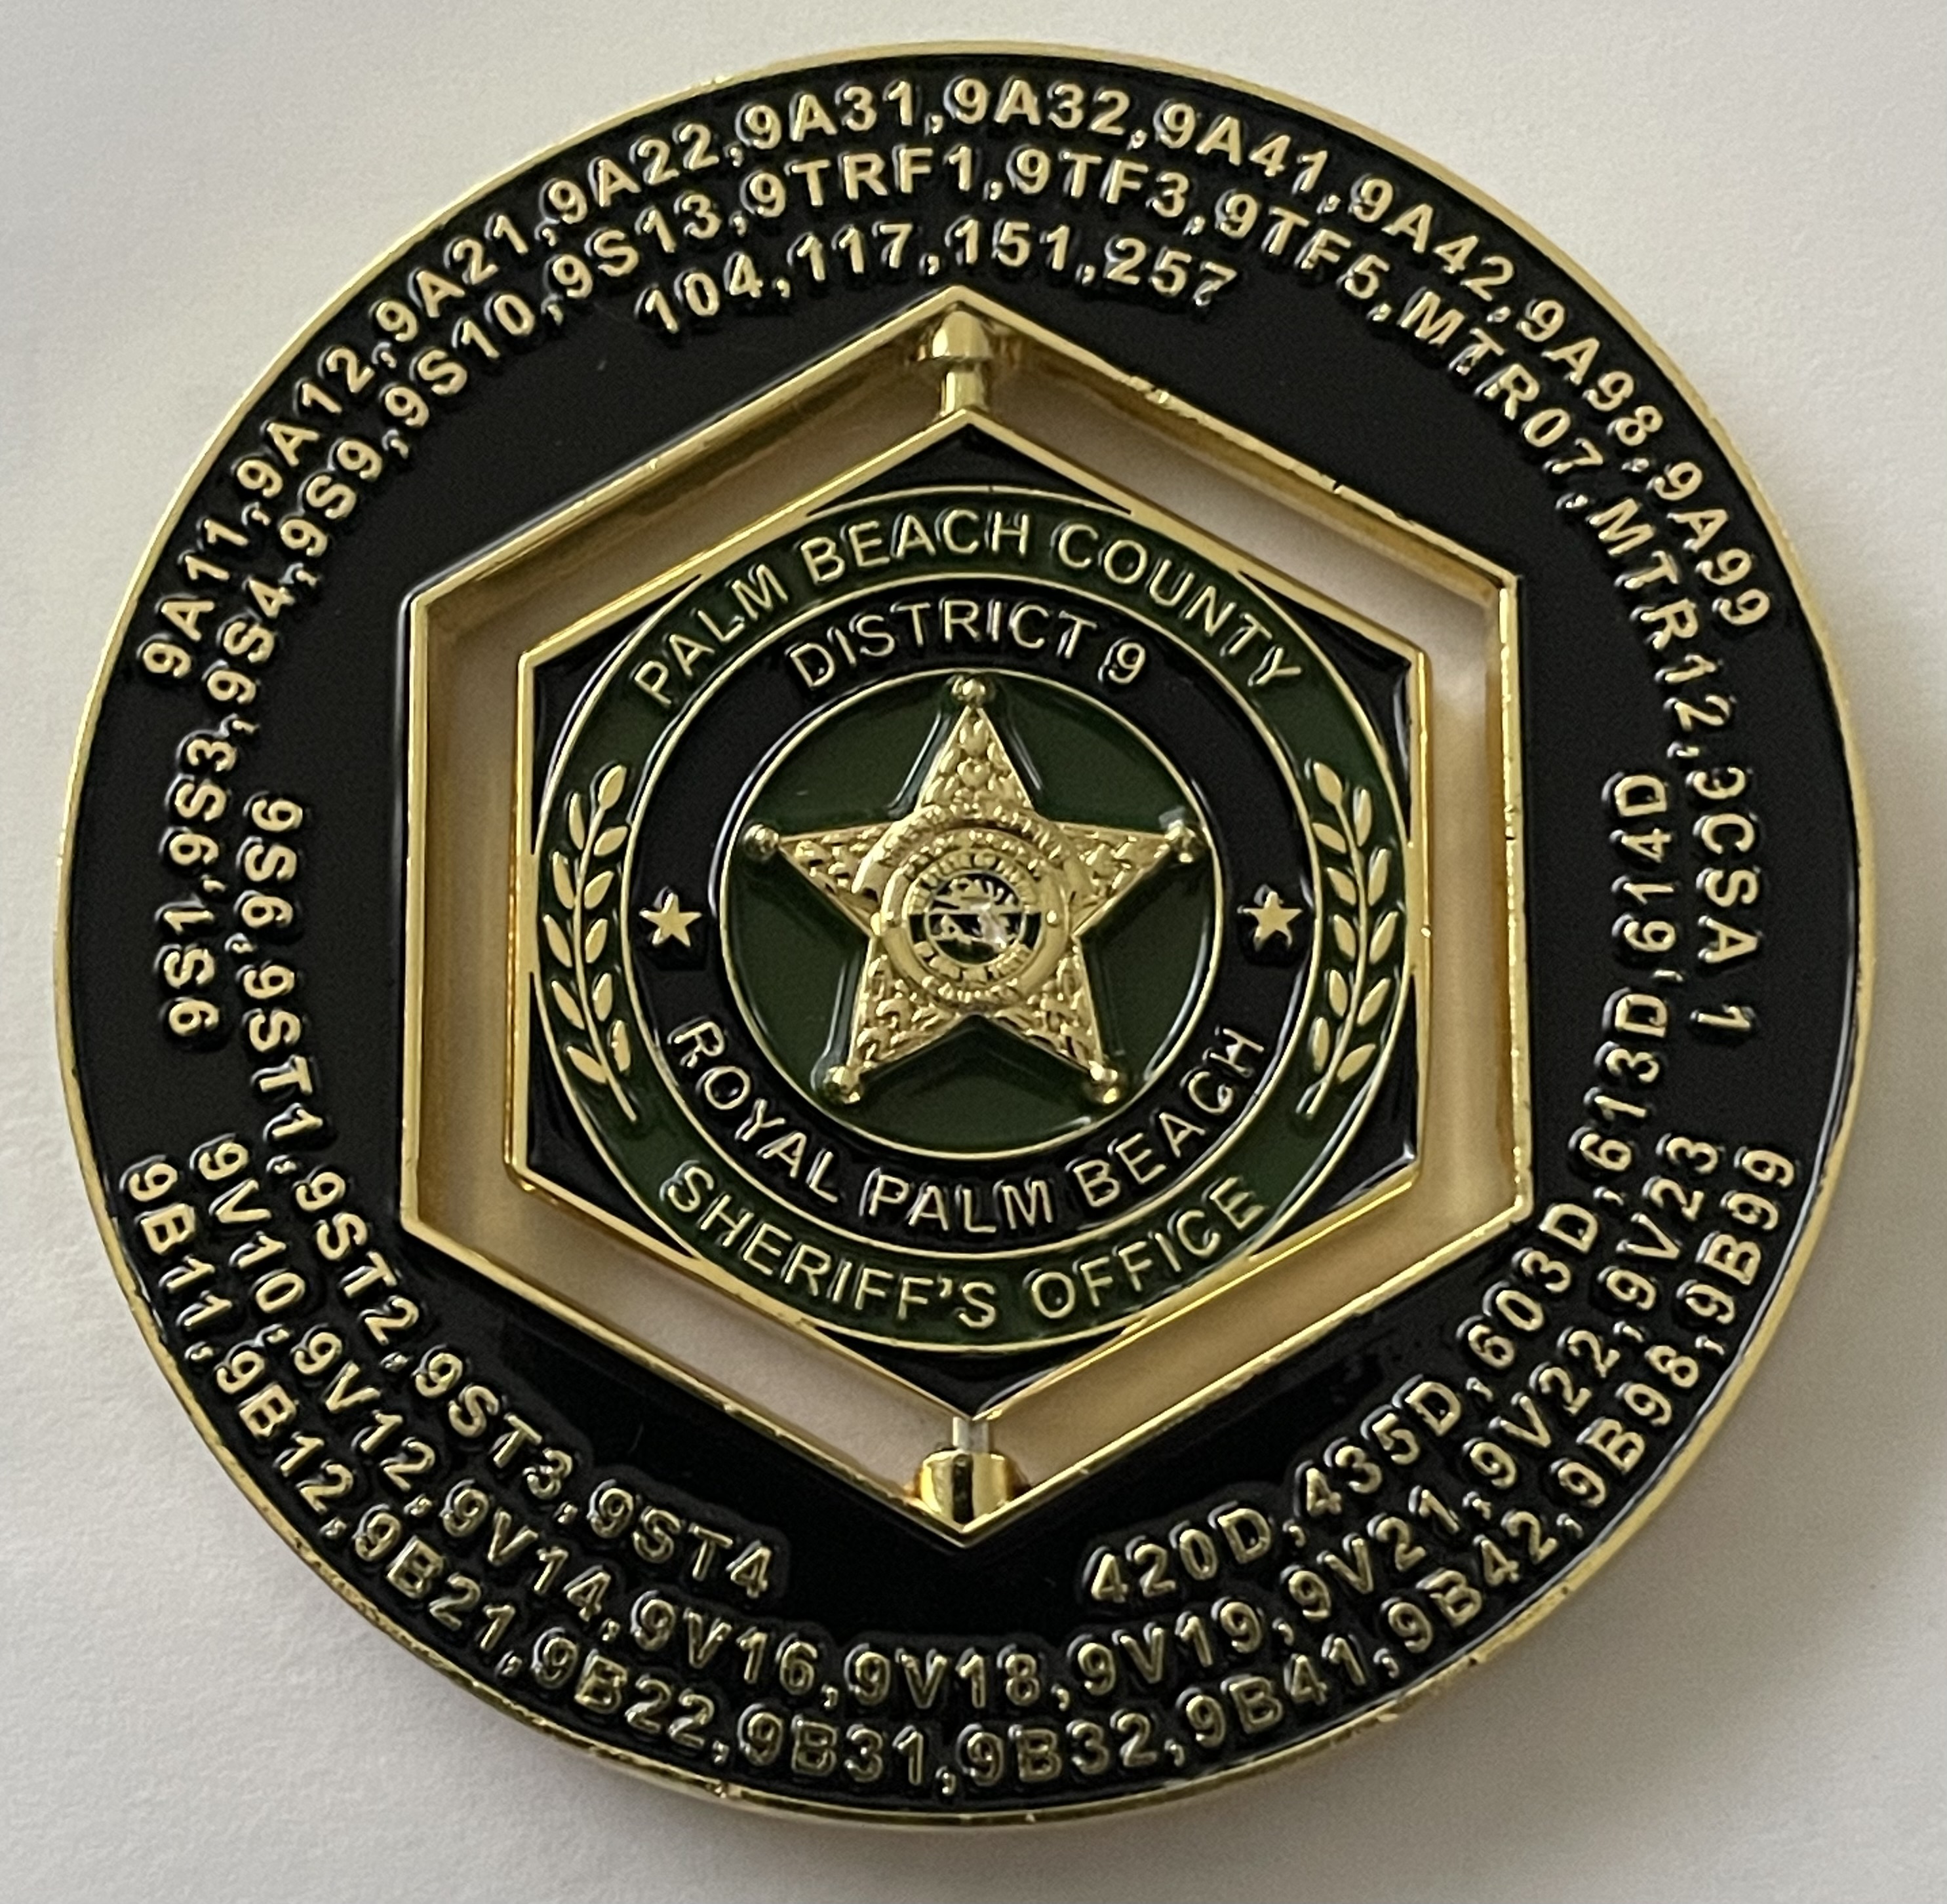 9A11,9A12,9A21,9A22,9A31,9A32,9A41,9A42,9A98,9A99
9S1,9S3,9S4,9S9,9S10,9S13,9TRF1,9TF3,9TF5,MTR07,MTR12,9CSA 1
104,117,151,257
PALM BEACH COUNTY
DISTRICT 9
ROYAL PALM BEACH
SHERIFF'S OFFICE
9S6,9ST1,9ST2,9ST3,9ST4
420D,435D,603D,613D,614D
9V10,9V12,9V14,9V16,9V18,9V19,9V21,9V22,9V23
9B11,9B12,9B21,9B22,9B31,9B32,9B41,9B42,9B98,9B99